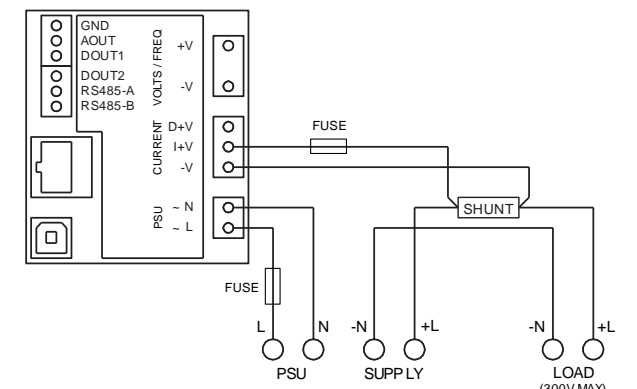 GND
AOUT
DOUT1
DOUT2
RS485-A
RS485-B
VOLTS / FREQ
+V
-V
CURRENT
D+V
I+V
-V
PSU
~ N
~ L
FUSE
SHUNT
FUSE
L N -N +L -N +L
PSU SUPPLY LOAD
(300V MAX)